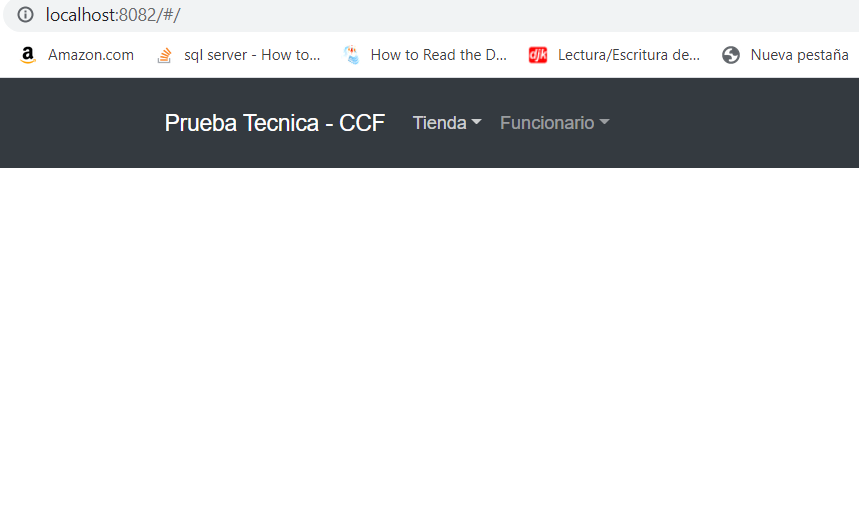 localhost:8082/#/
Amazon.com sql server - How to... How to Read the D... djk Lectura/Escritura de... Nueva pestaña
Prueba Tecnica - CCF Tienda Funcionario